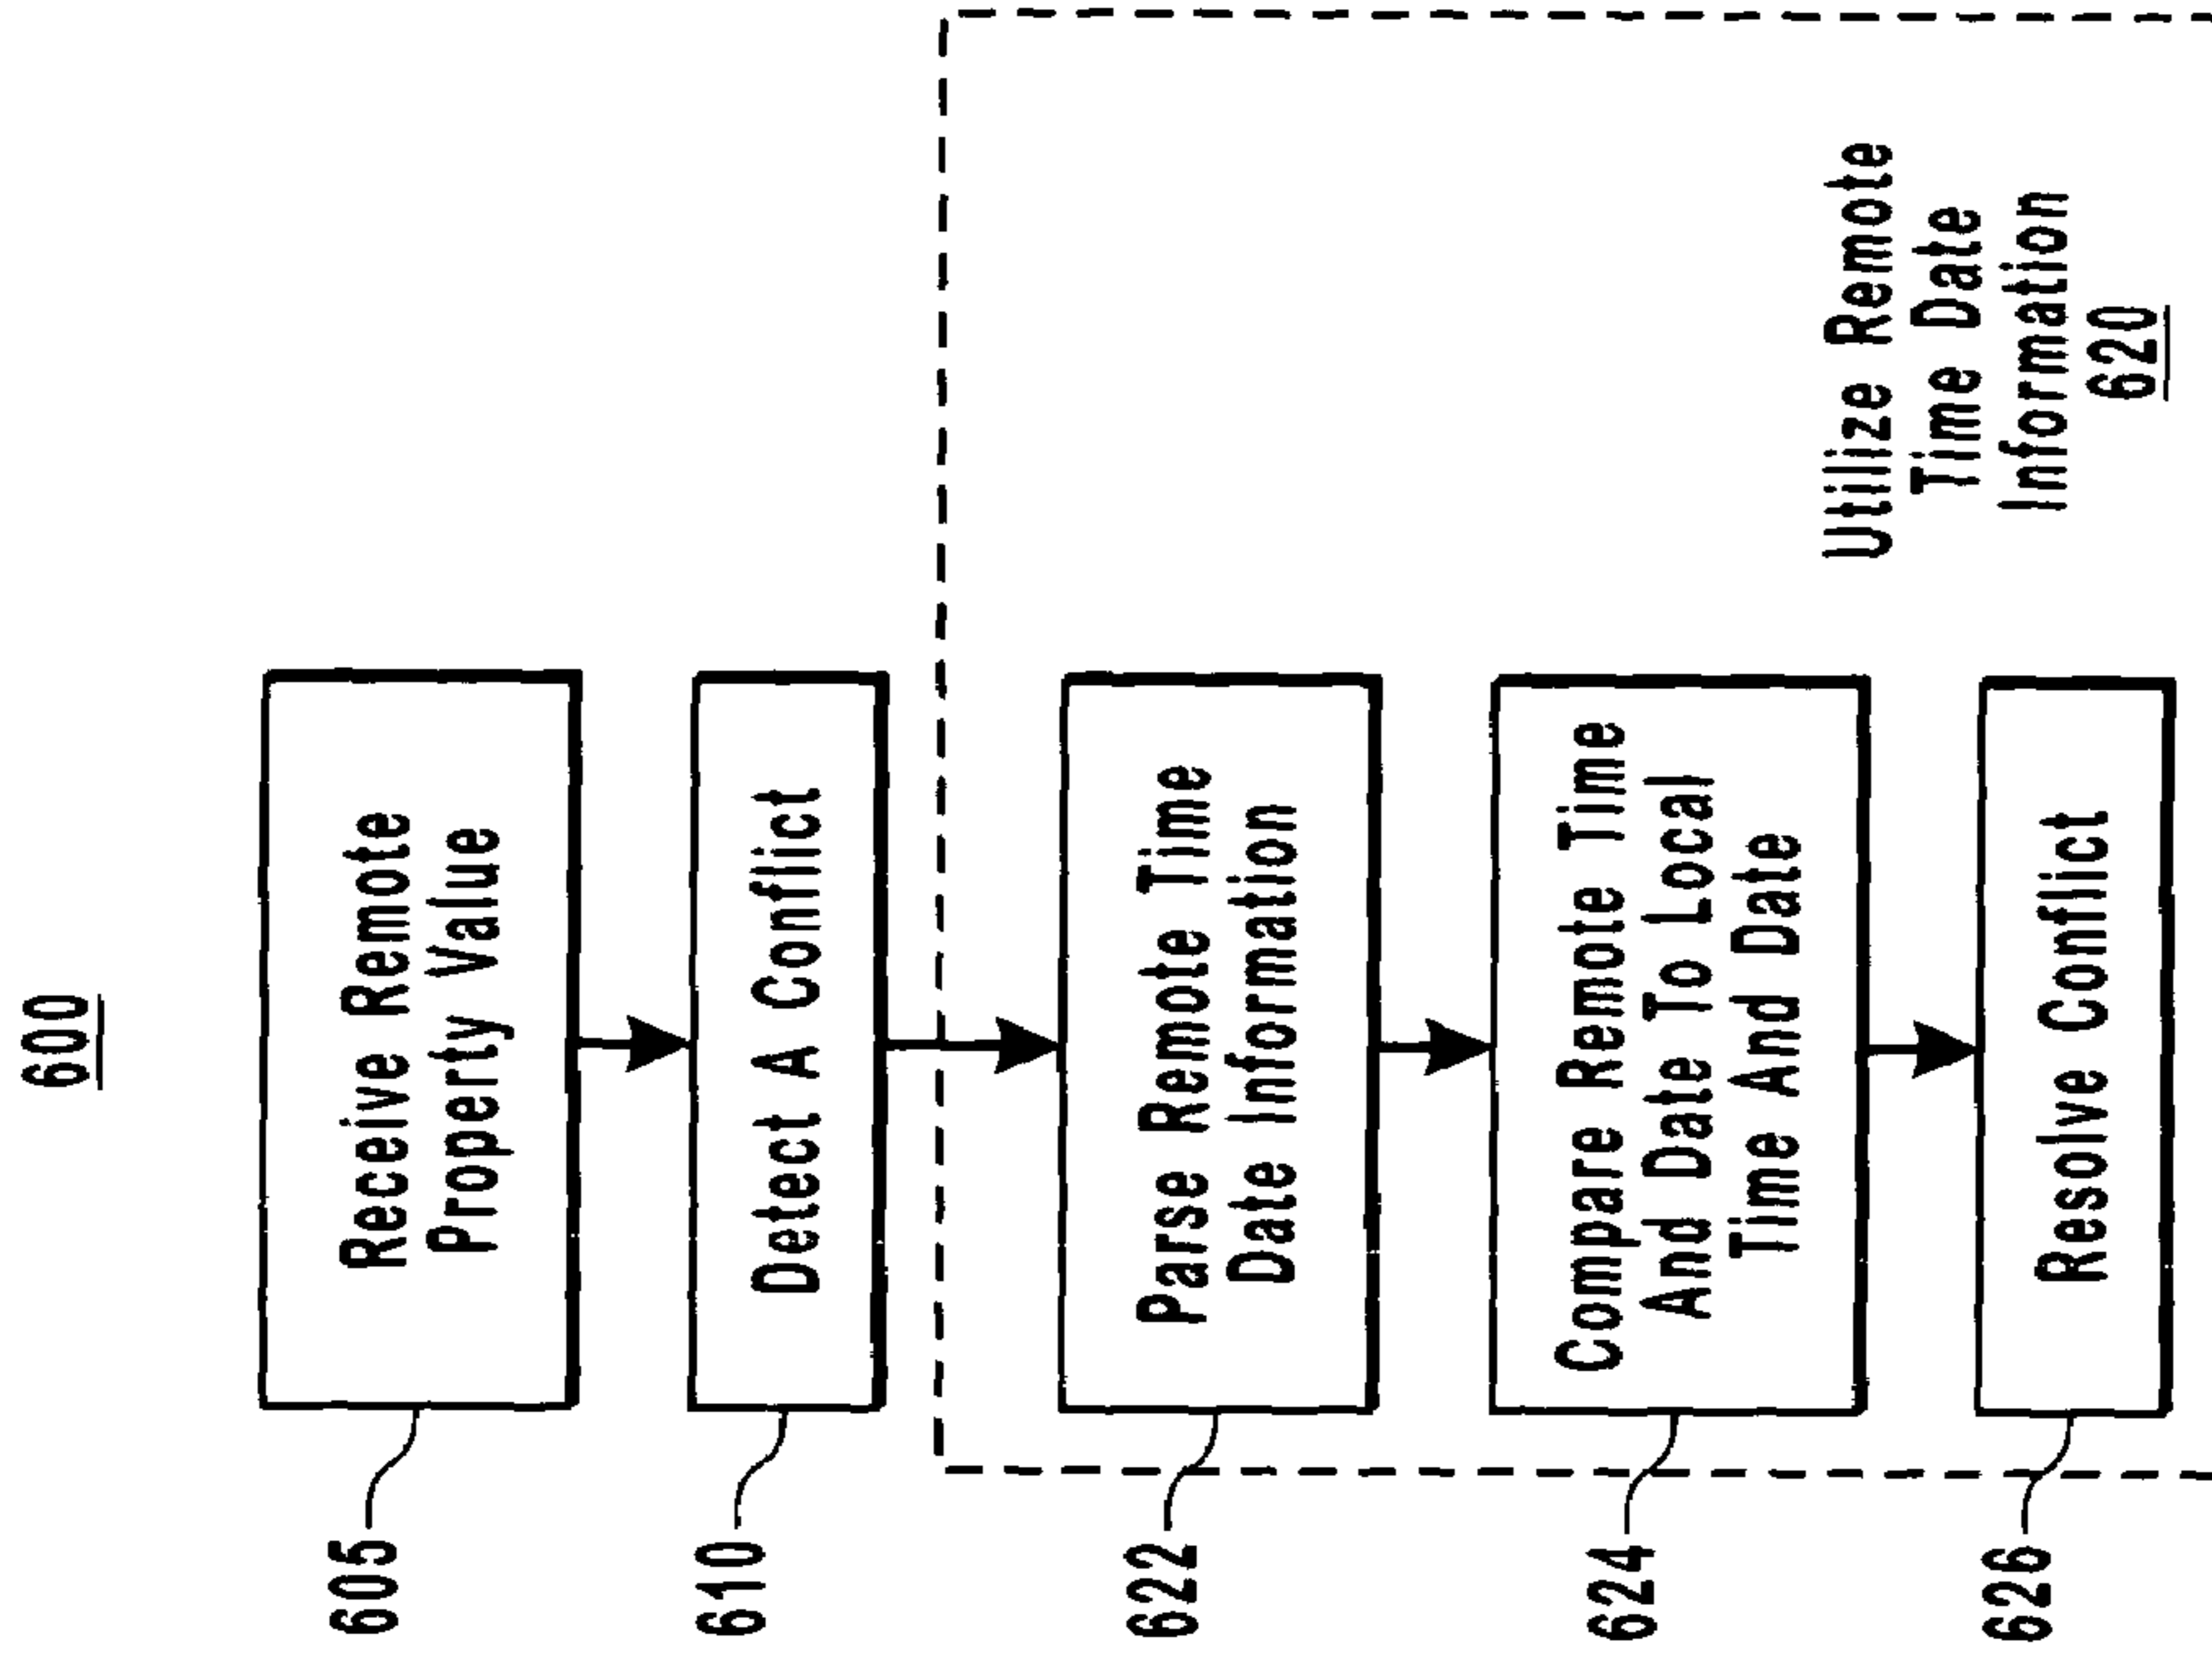 600
605
Receive Remote
Property Value
610
Detect A Conflict
622
Parse Remote Time
Date Information
624
Compare Remote Time
And Date To Local
Time And Date
626
Resolve Conflict
Utilize Remote
Time Date
Information
620